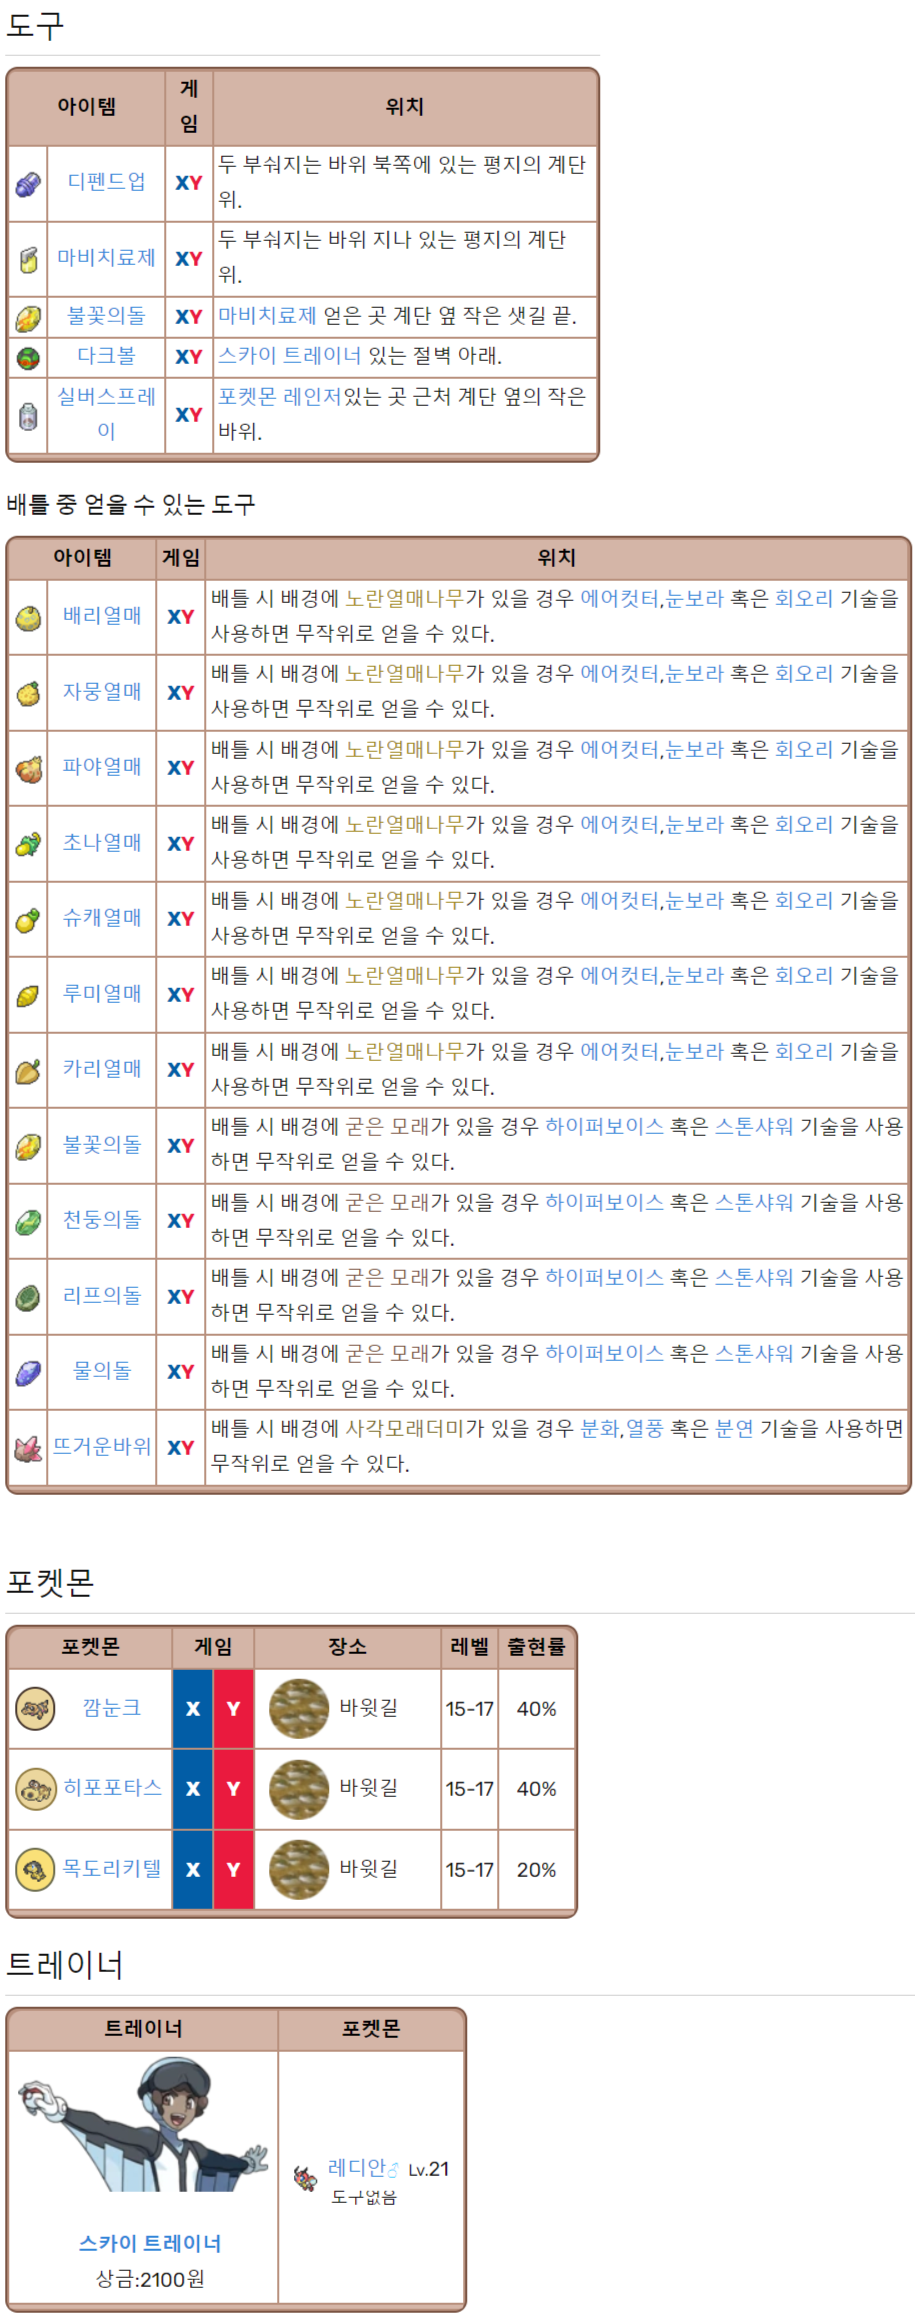 도구
아이템 게임 위치
디펜드업 XY 두 부숴지는 바위 북쪽에 있는 평지의 계단
위.
마비치료제 XY 두 부숴지는 바위 지나 있는 평지의 계단
위.
불꽃의돌 XY 마비치료제 얻은 곳 계단 옆 작은 샛길 끝.
다크볼 XY 스카이 트레이너 있는 절벽 아래.
실버스프레이 XY 포켓몬 레인저있는 곳 근처 계단 옆의 작은
바위.
배틀 중 얻을 수 있는 도구
아이템 게임 위치
배리열매 XY 배틀 시 배경에 노란열매나무가 있을 경우 에어컷터,눈보라 혹은 회오리 기술을
사용하면 무작위로 얻을 수 있다.
자뭉열매 XY 배틀 시 배경에 노란열매나무가 있을 경우 에어컷터,눈보라 혹은 회오리 기술을
사용하면 무작위로 얻을 수 있다.
파야열매 XY 배틀 시 배경에 노란열매나무가 있을 경우 에어컷터,눈보라 혹은 회오리 기술을
사용하면 무작위로 얻을 수 있다.
초나열매 XY 배틀 시 배경에 노란열매나무가 있을 경우 에어컷터,눈보라 혹은 회오리 기술을
사용하면 무작위로 얻을 수 있다.
슈캐열매 XY 배틀 시 배경에 노란열매나무가 있을 경우 에어컷터,눈보라 혹은 회오리 기술을
사용하면 무작위로 얻을 수 있다.
루미열매 XY 배틀 시 배경에 노란열매나무가 있을 경우 에어컷터,눈보라 혹은 회오리 기술을
사용하면 무작위로 얻을 수 있다.
카리열매 XY 배틀 시 배경에 노란열매나무가 있을 경우 에어컷터,눈보라 혹은 회오리 기술을
사용하면 무작위로 얻을 수 있다.
불꽃의돌 XY 배틀 시 배경에 굳은 모래가 있을 경우 하이퍼보이스 혹은 스톤샤워 기술을 사용
하면 무작위로 얻을 수 있다.
천둥의돌 XY 배틀 시 배경에 굳은 모래가 있을 경우 하이퍼보이스 혹은 스톤샤워 기술을 사용
하면 무작위로 얻을 수 있다.
리프의돌 XY 배틀 시 배경에 굳은 모래가 있을 경우 하이퍼보이스 혹은 스톤샤워 기술을 사용
하면 무작위로 얻을 수 있다.
물의돌 XY 배틀 시 배경에 굳은 모래가 있을 경우 하이퍼보이스 혹은 스톤샤워 기술을 사용
하면 무작위로 얻을 수 있다.
뜨거운바위 XY 배틀 시 배경에 사각모래더미가 있을 경우 분화,열풍 혹은 분연 기술을 사용하면
무작위로 얻을 수 있다.
포켓몬
포켓몬 게임 장소 레벨 출현률
깜눈크 X Y 바윗길 15-17 40%
히포포타스 X Y 바윗길 15-17 40%
목도리키텔 X Y 바윗길 15-17 20%
트레이너
트레이너 포켓몬
레디안♂ Lv.21
도구없음
스카이 트레이너
상금:2100원